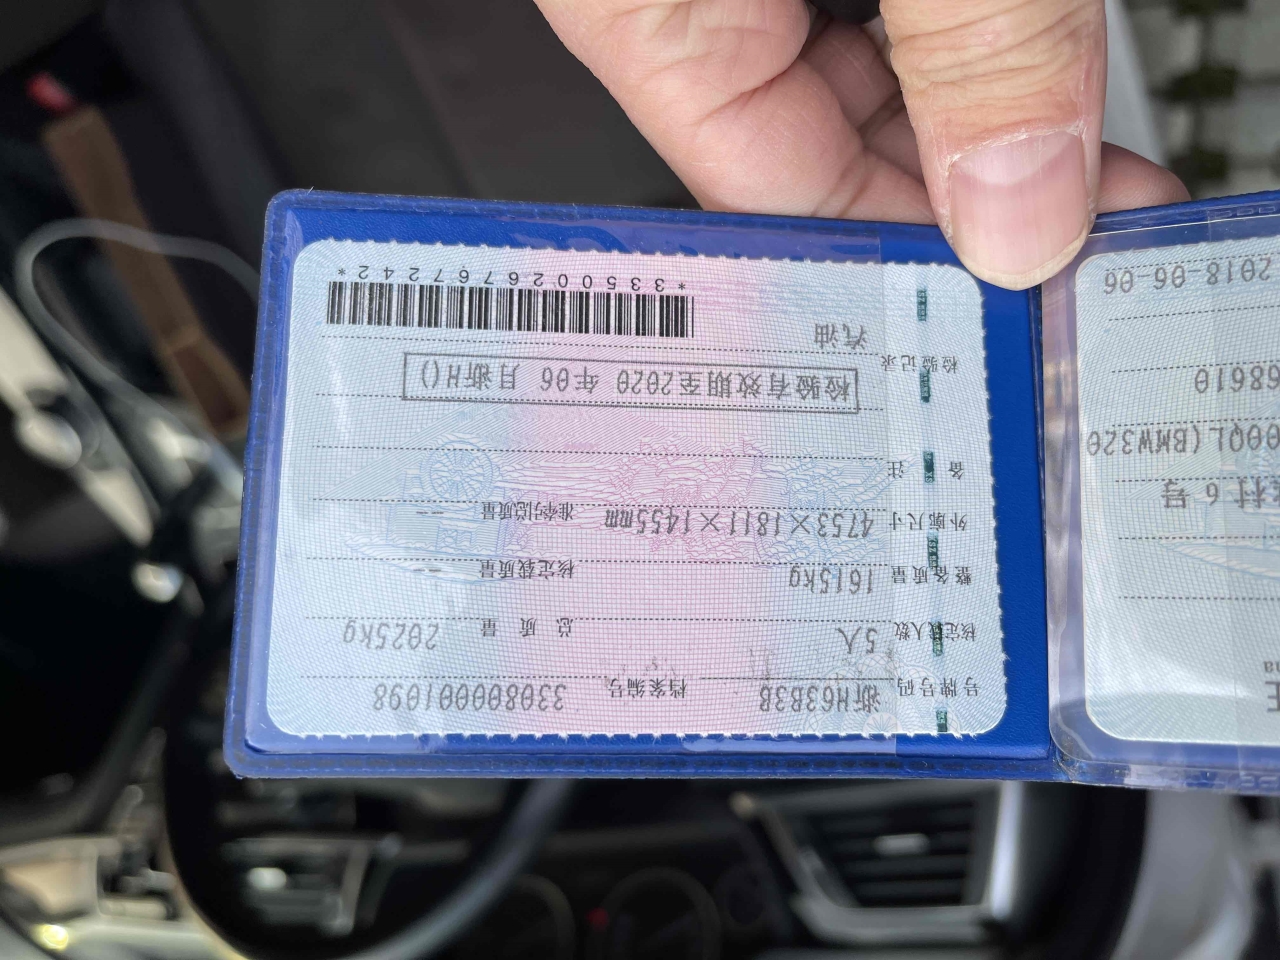 号牌号码 浙H63B3B 档案编号 330800001098
核定载人数 5人 总质量 2025kg
整备质量 1615kg 核定载质量 --
外廓尺寸 4753×1811×1455mm 准牵引总质量 --
备注
检验有效期至2020 年06 月浙H()
检验记录
汽油
*3350026767242*
村 6 号
00QL(BMW320
68610
2018-06-06